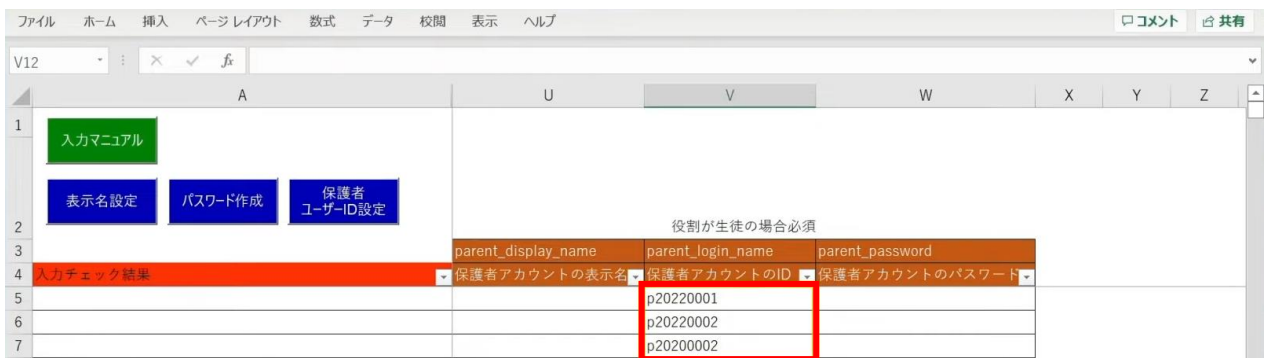 ファイル ホーム 挿入 ページ レイアウト 数式 データ 校閲 表示 ヘルプ コメント 共有
V12 fx
A U V W X Y Z
1
入力マニュアル
表示名設定 パスワード作成 保護者
ユーザーID設定
2 役割が生徒の場合必須
3 parent_display_name parent_login_name parent_password
4 入力チェック結果 保護者アカウントの表示名 保護者アカウントのID 保護者アカウントのパスワード
5 p20220001
6 p20220002
7 p20200002